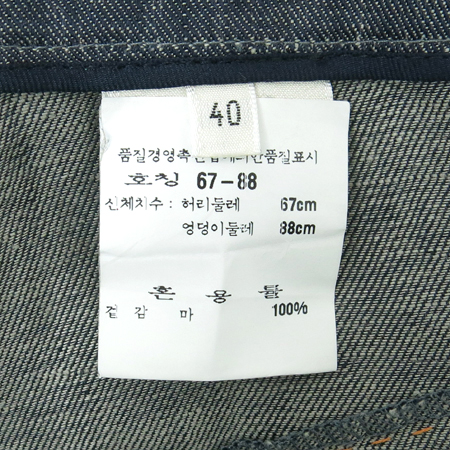 40
품질경영촉진법에의한품질표시
호칭 67-88
신체치수 : 허리둘레 67cm
엉덩이둘레 88cm
혼 용 률
겉 감 마 100%